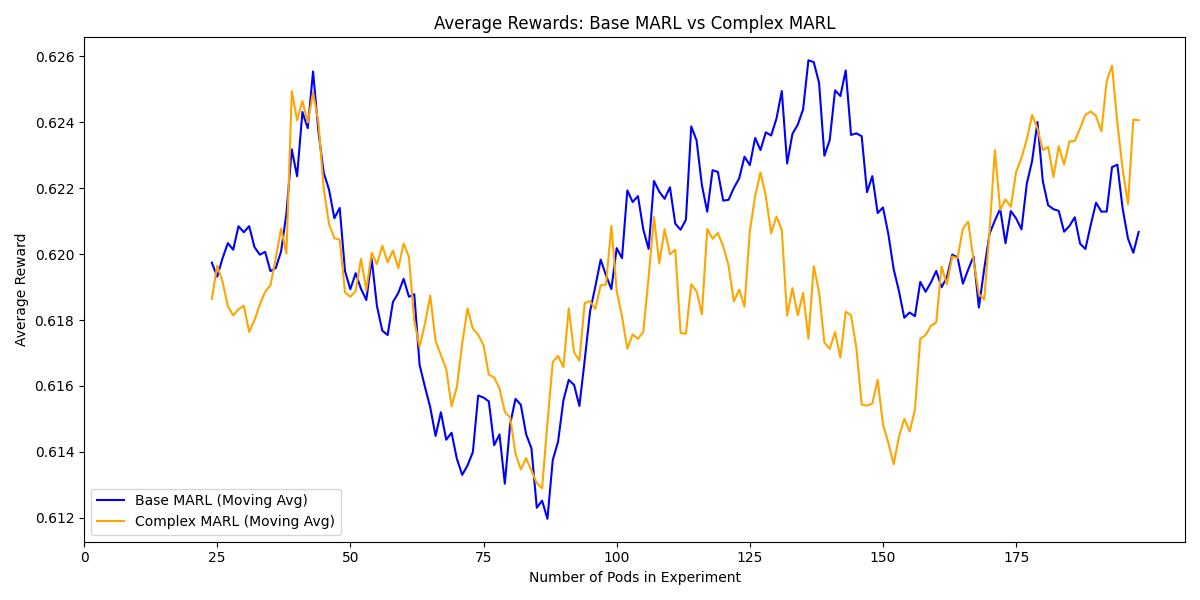 Average Rewards: Base MARL vs Complex MARL
0.626
0.624
0.622
0.620
0.618
0.616
0.614
0.612
Average Reward
Base MARL (Moving Avg)
Complex MARL (Moving Avg)
0 25 50 75 100 125 150 175
Number of Pods in Experiment